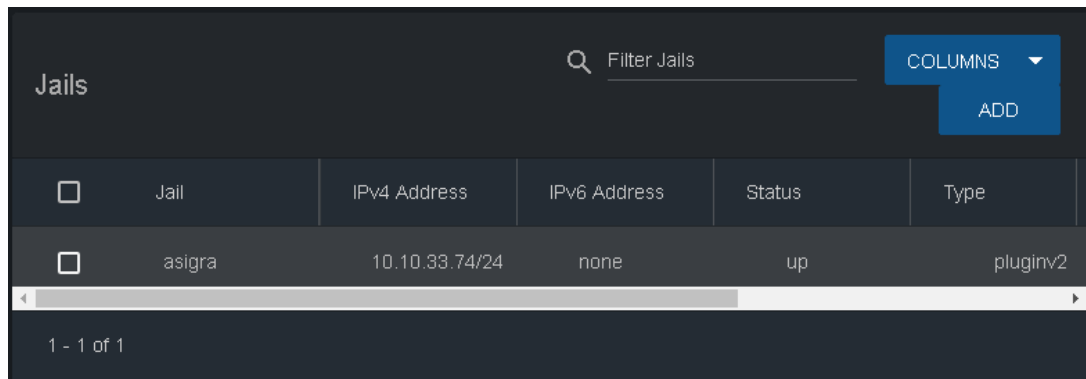 Jails
Filter Jails
COLUMNS
ADD
Jail IPv4 Address IPv6 Address Status Type
asigra 10.10.33.74/24 none up pluginv2
1 - 1 of 1